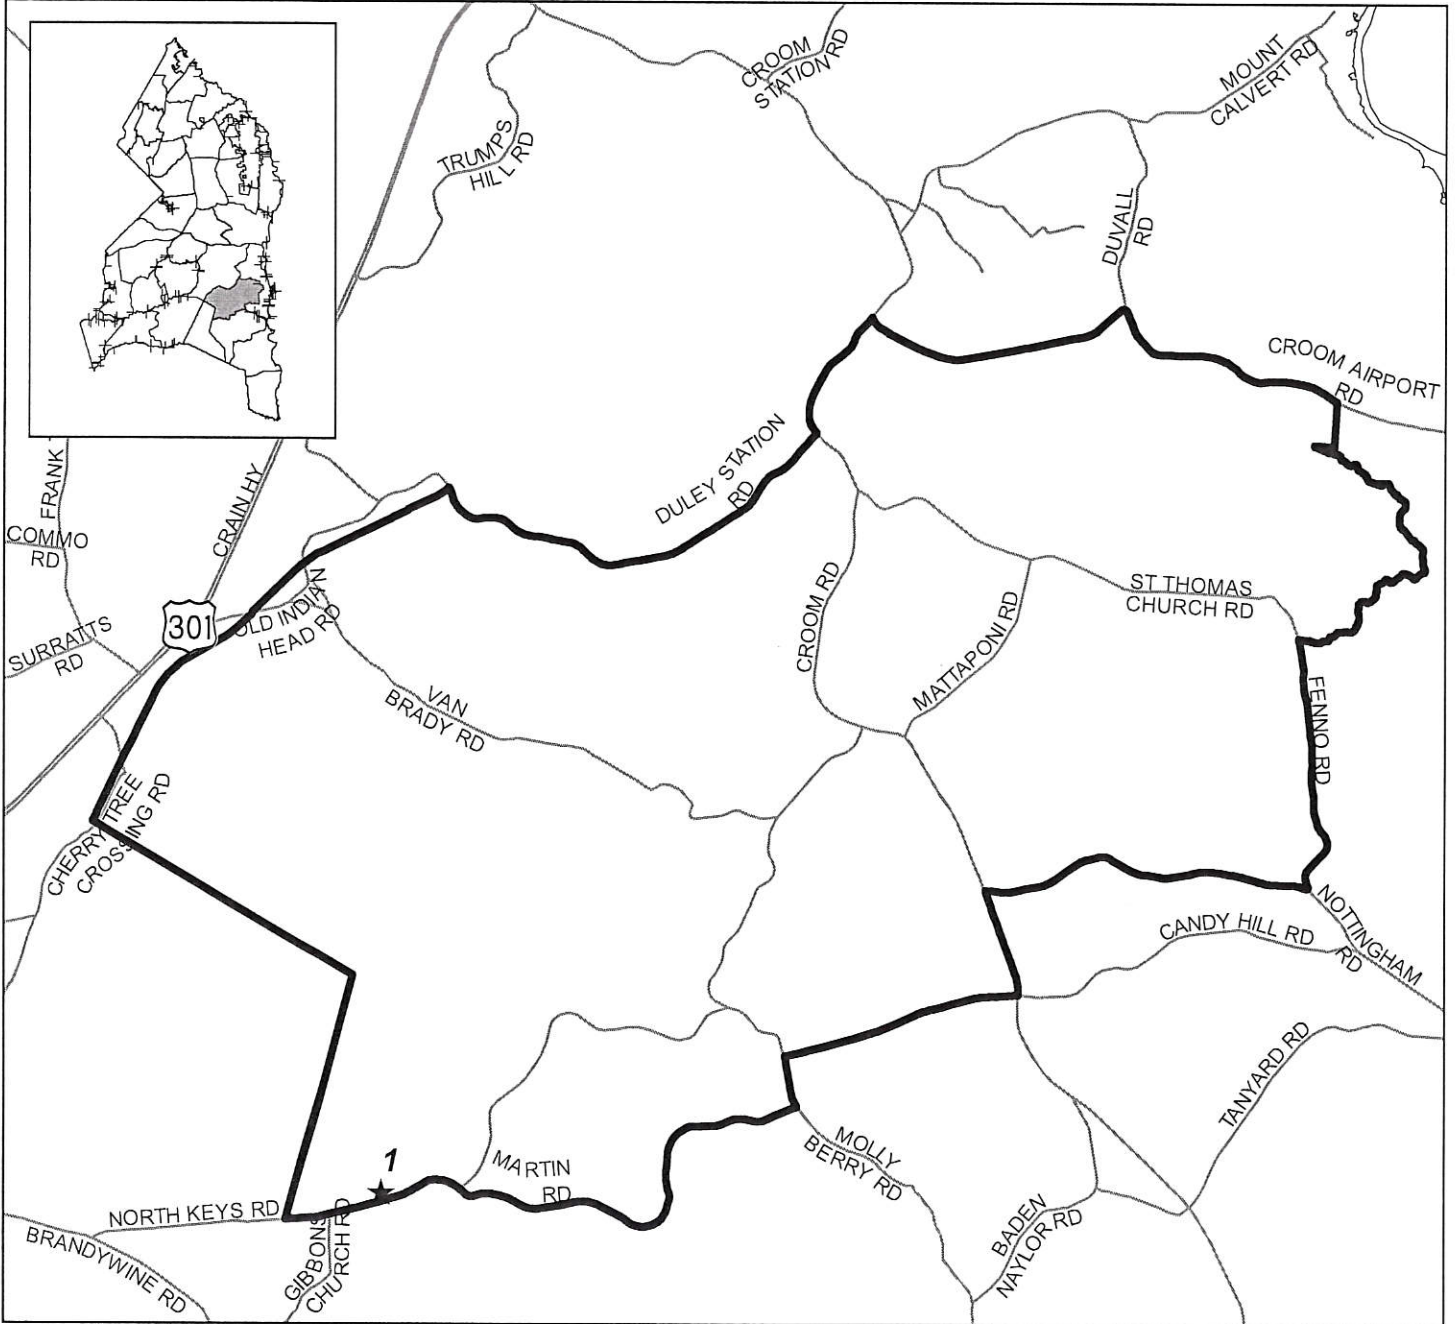 CROOM
STATION RD
MOUNT
CALVERT RD
TRUMPS
HILL RD
DUVALL
RD
CROOM AIRPORT
RD
DULEY STATION
RD
FRANK
CRAIN HY
COMMO
RD
301
OLD INDIAN
HEAD RD
SURRATTS
RD
VAN
BRADY RD
CROOM RD
MATTAPONI RD
ST THOMAS
CHURCH RD
FENNO RD
CHERRY TREE
CROSSING RD
NOTTINGHAM
RD
CANDY HILL RD
TANYARD RD
MOLLY
BERRY RD
MARTIN
RD
1
NORTH KEYS RD
GIBBONS
CHURCH RD
BRANDYWINE RD
BADEN
NAYLOR RD